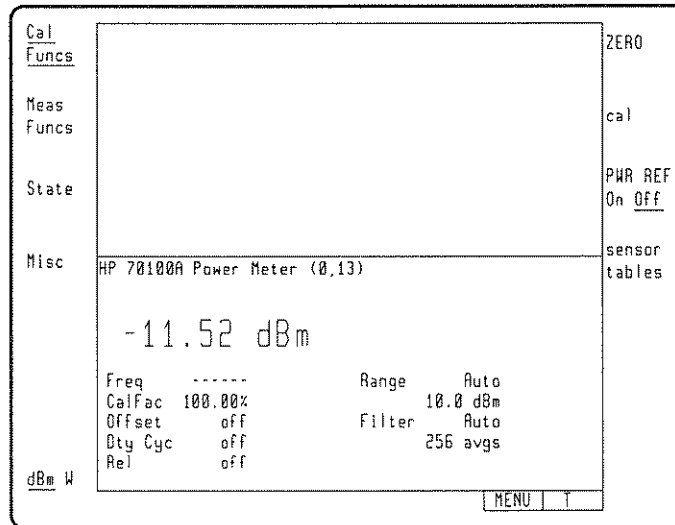 Cal
Funcs
Meas
Funcs
State
Misc
dBm W
ZERO
cal
PWR REF
On Off
sensor
tables
HP 70100A Power Meter (0,13)
-11.52 dBm
Freq ------
CalFac 100.00%
Offset off
Dty Cyc off
Rel off
Range Auto
10.0 dBm
Filter Auto
256 avgs
MENU T